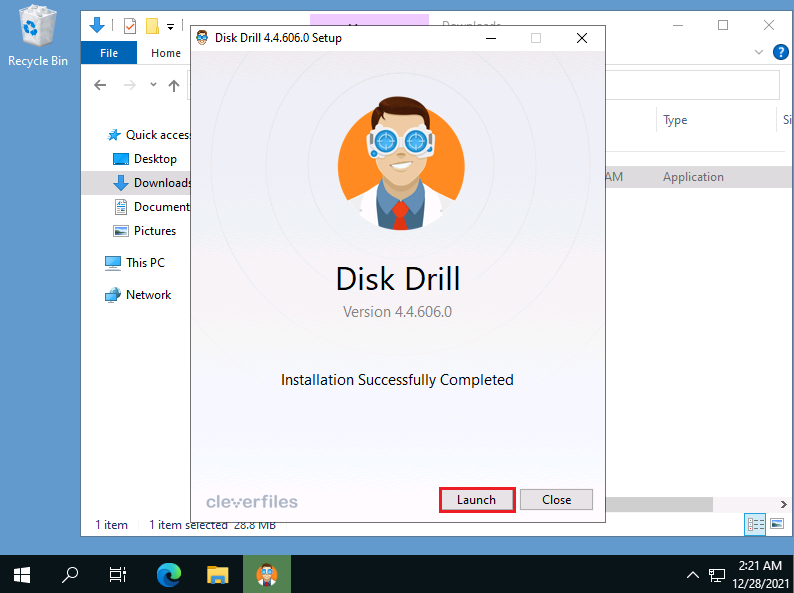 Recycle Bin
Disk Drill 4.4.606.0 Setup
Downloads
File
Home
?
Type
Quick access
Desktop
Downloads
AM
Application
Document
Pictures
This PC
Network
Disk Drill
Version 4.4.606.0
Installation Successfully Completed
cleverfiles
Launch
Close
1 item
1 item selected 28.8 MB
2:21 AM
12/28/2021